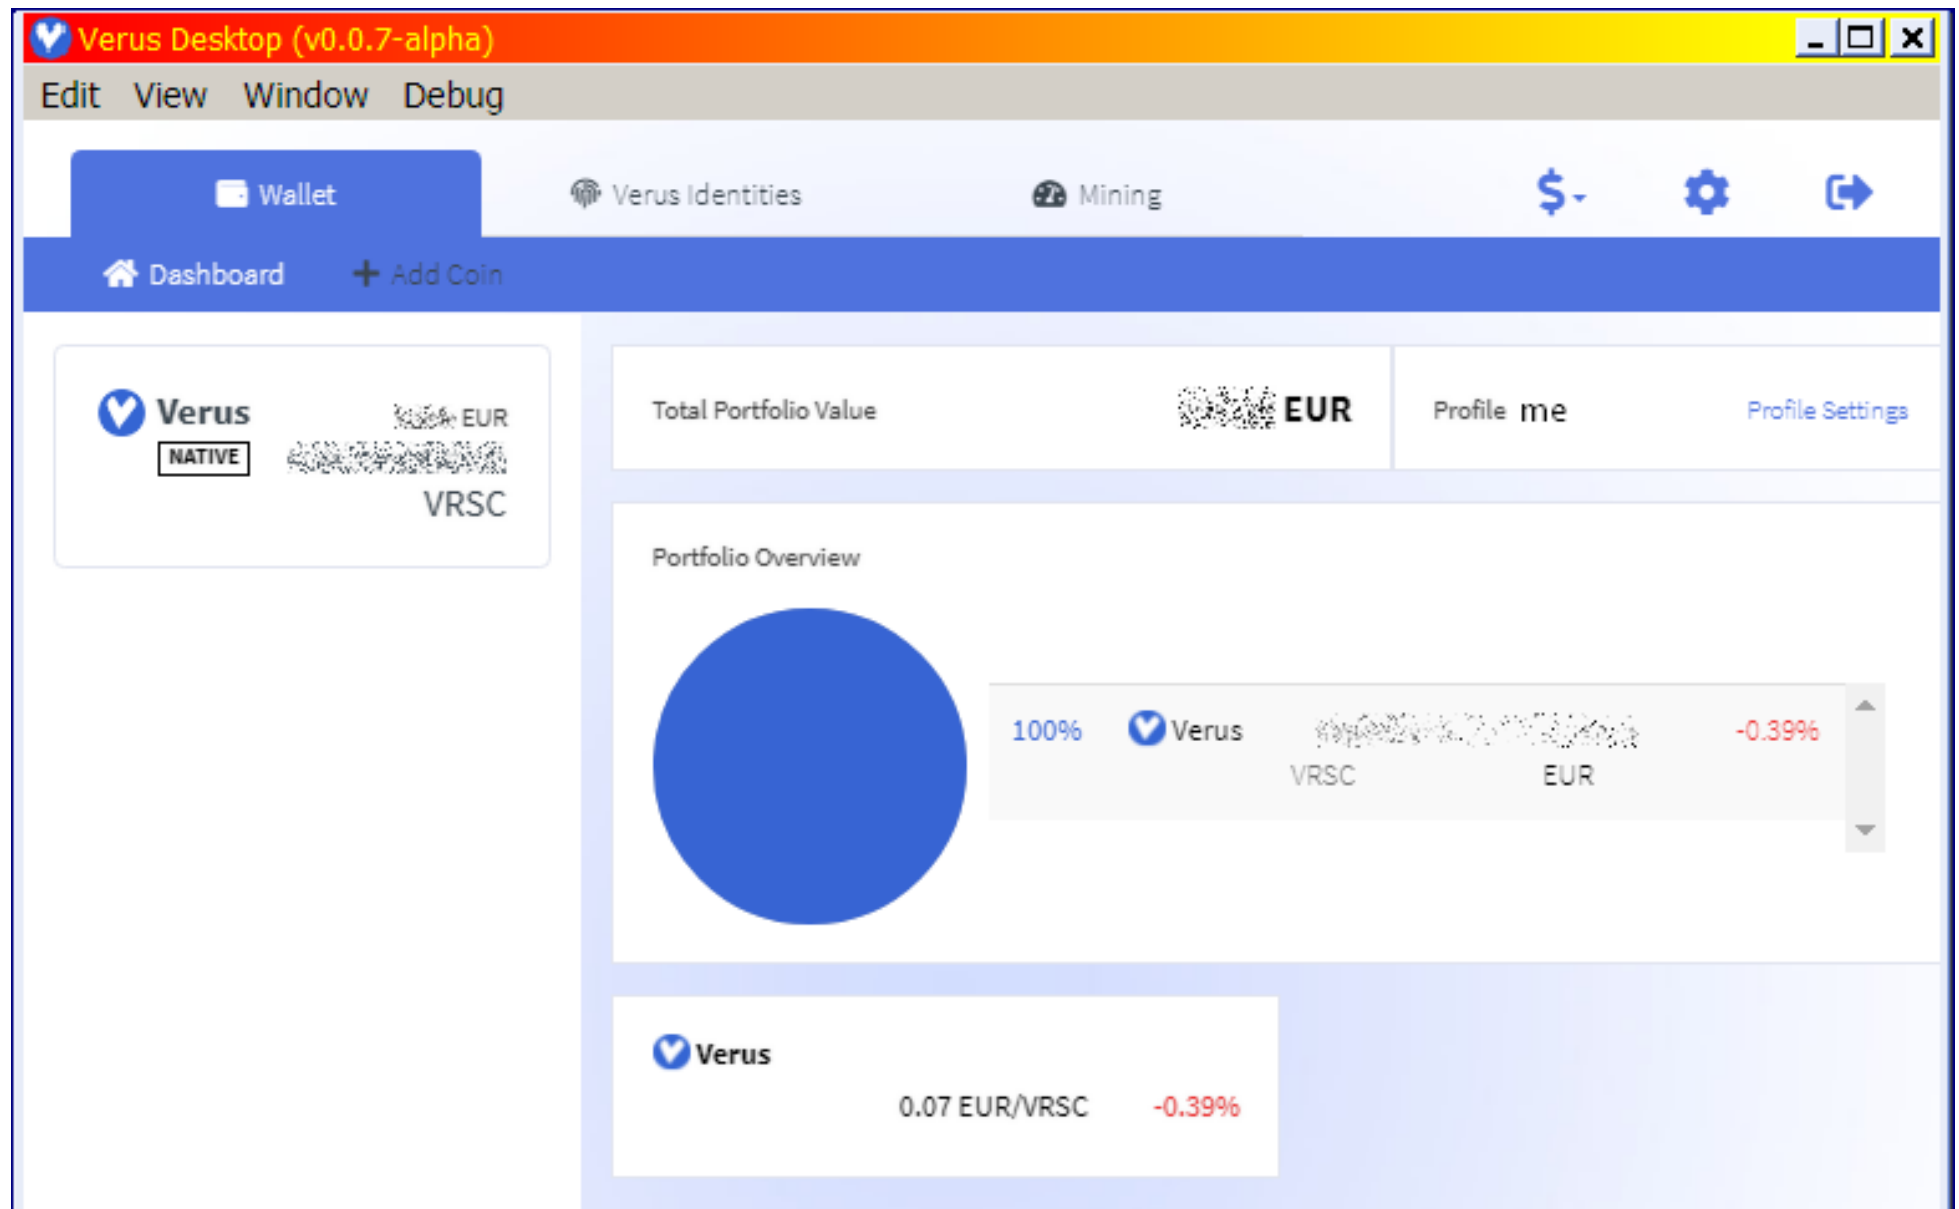 Verus Desktop (v0.0.7-alpha)
Edit View Window Debug
Wallet Verus Identities Mining $
Dashboard + Add Coin
Verus EUR
NATIVE
VRSC
Total Portfolio Value EUR
Profile me Profile Settings
Portfolio Overview
100% Verus -0.39%
VRSC EUR
Verus
0.07 EUR/VRSC -0.39%